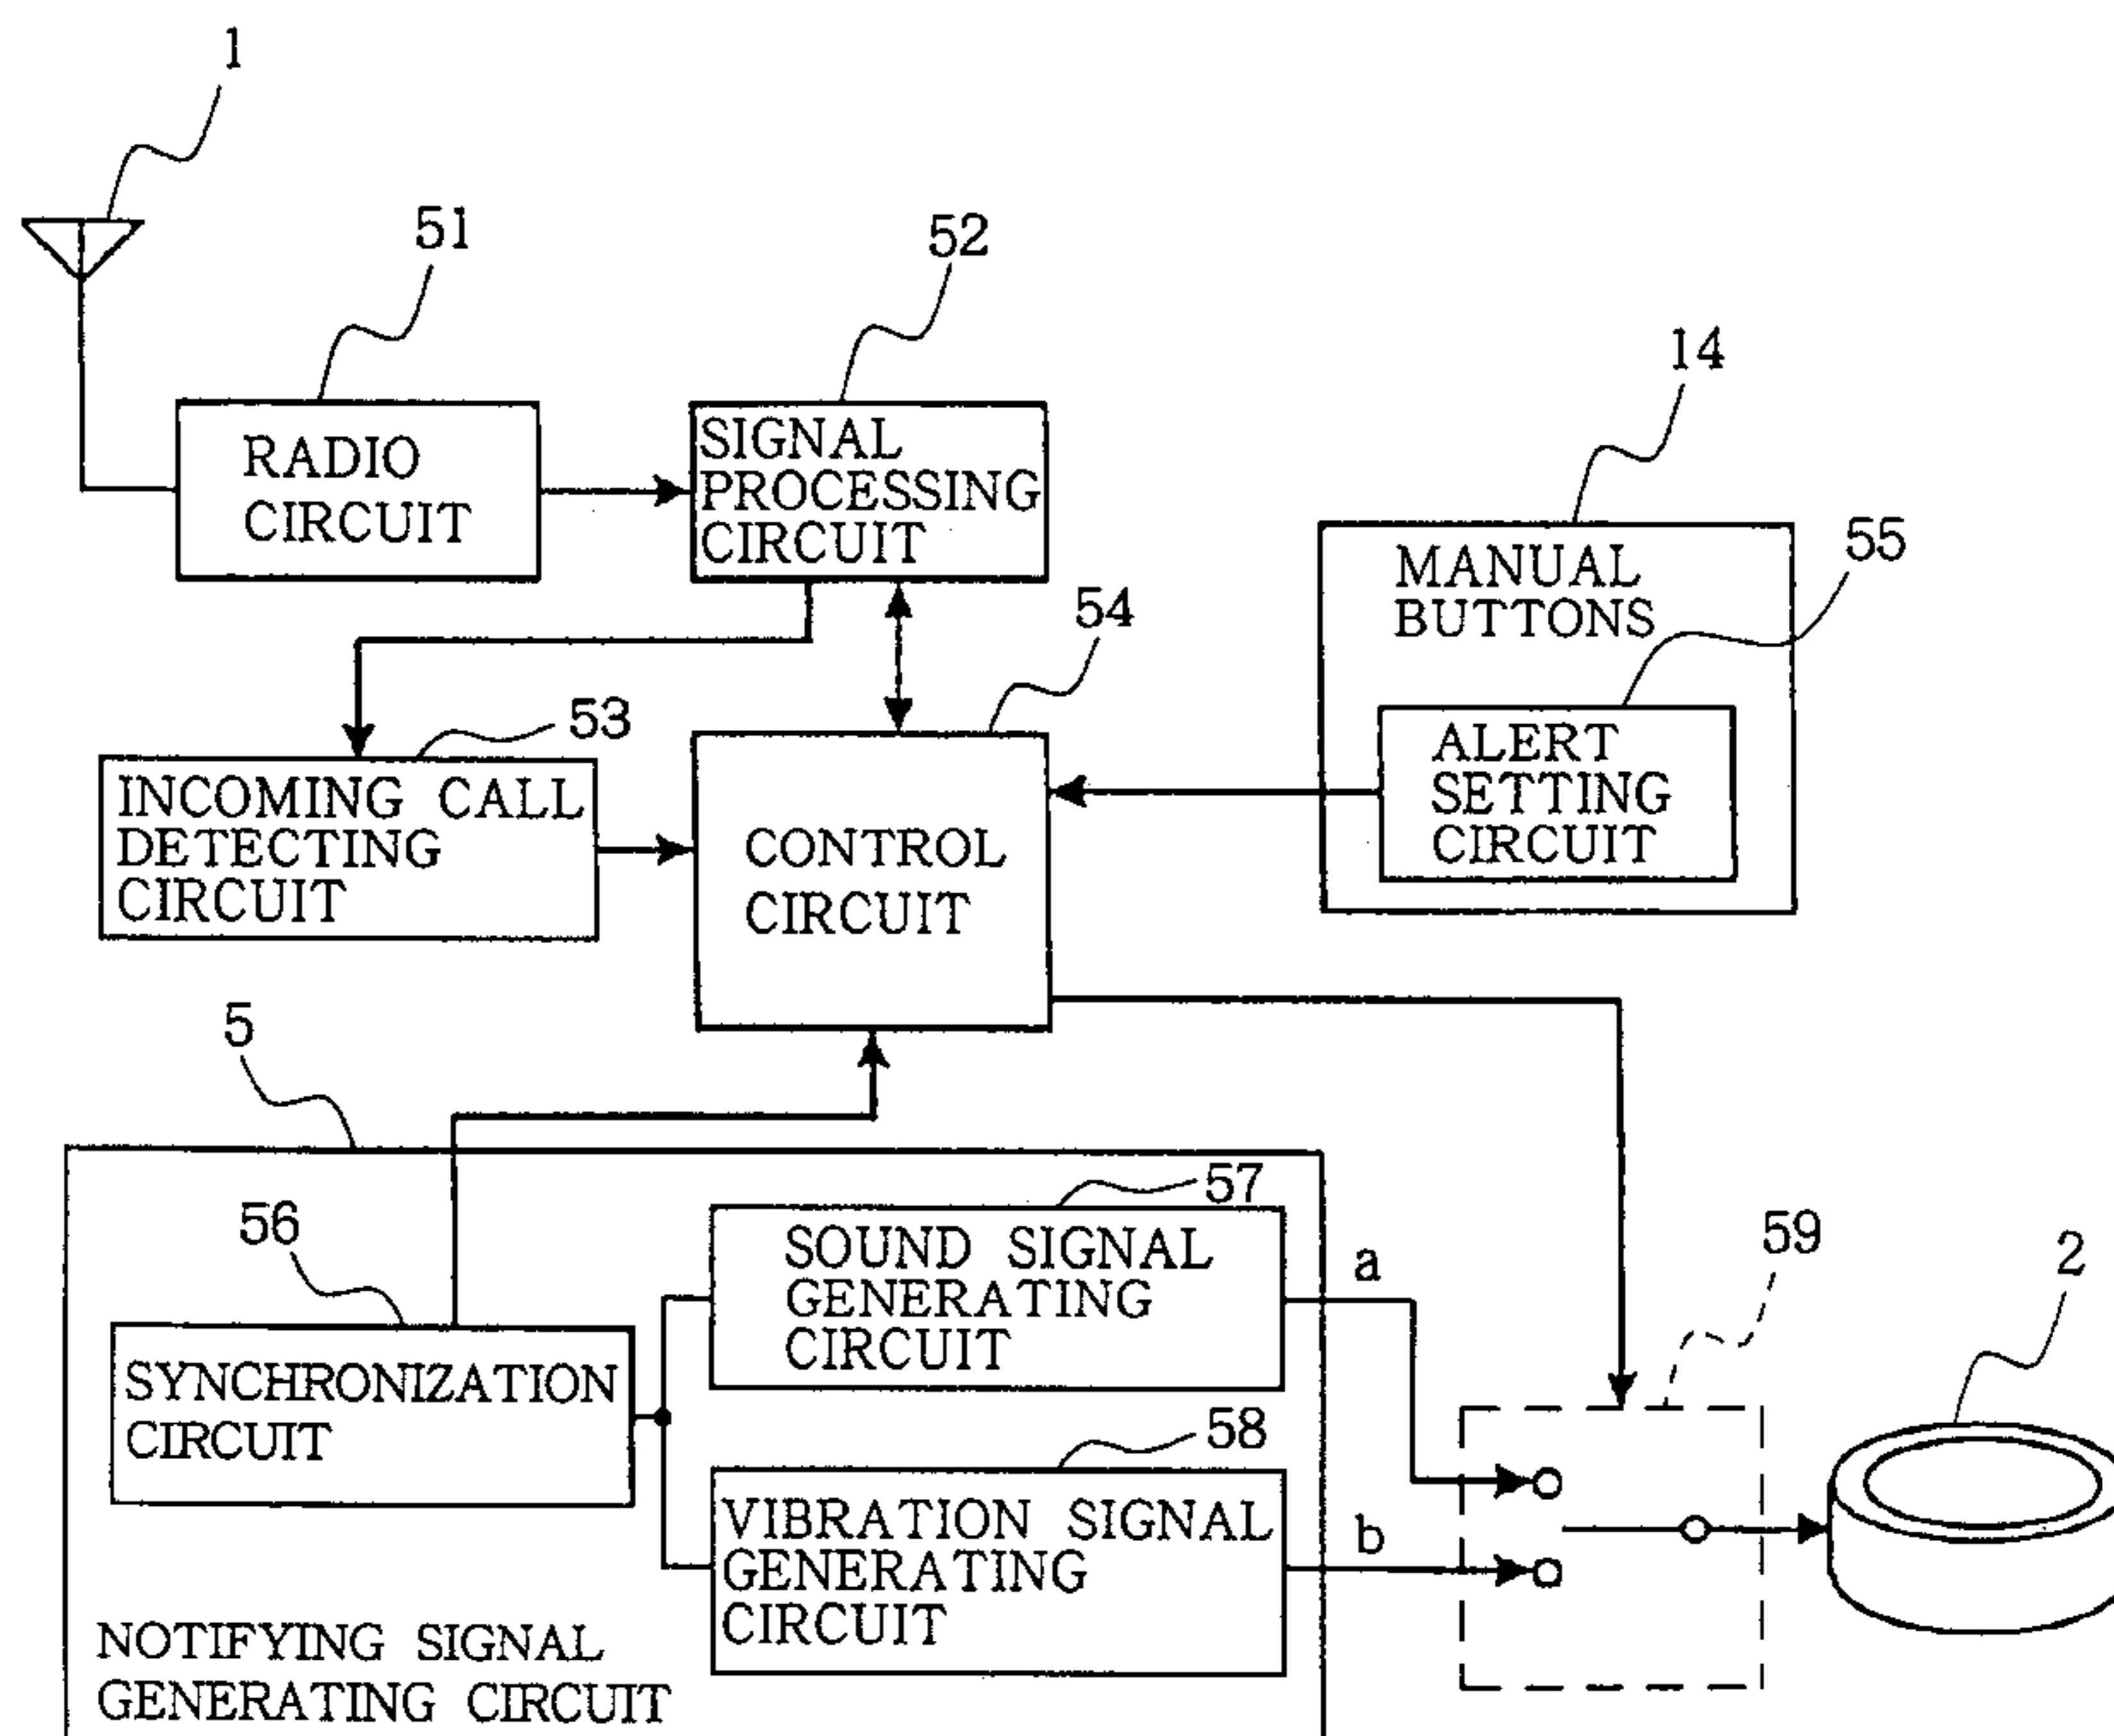 1
51
52
RADIO
CIRCUIT
SIGNAL
PROCESSING
CIRCUIT
14
55
MANUAL
BUTTONS
ALERT
SETTING
CIRCUIT
53
54
INCOMING CALL
DETECTING
CIRCUIT
CONTROL
CIRCUIT
5
56
57
SYNCHRONIZATION
CIRCUIT
SOUND SIGNAL
GENERATING
CIRCUIT
a
58
VIBRATION SIGNAL
GENERATING
CIRCUIT
b
59
2
NOTIFYING SIGNAL
GENERATING CIRCUIT